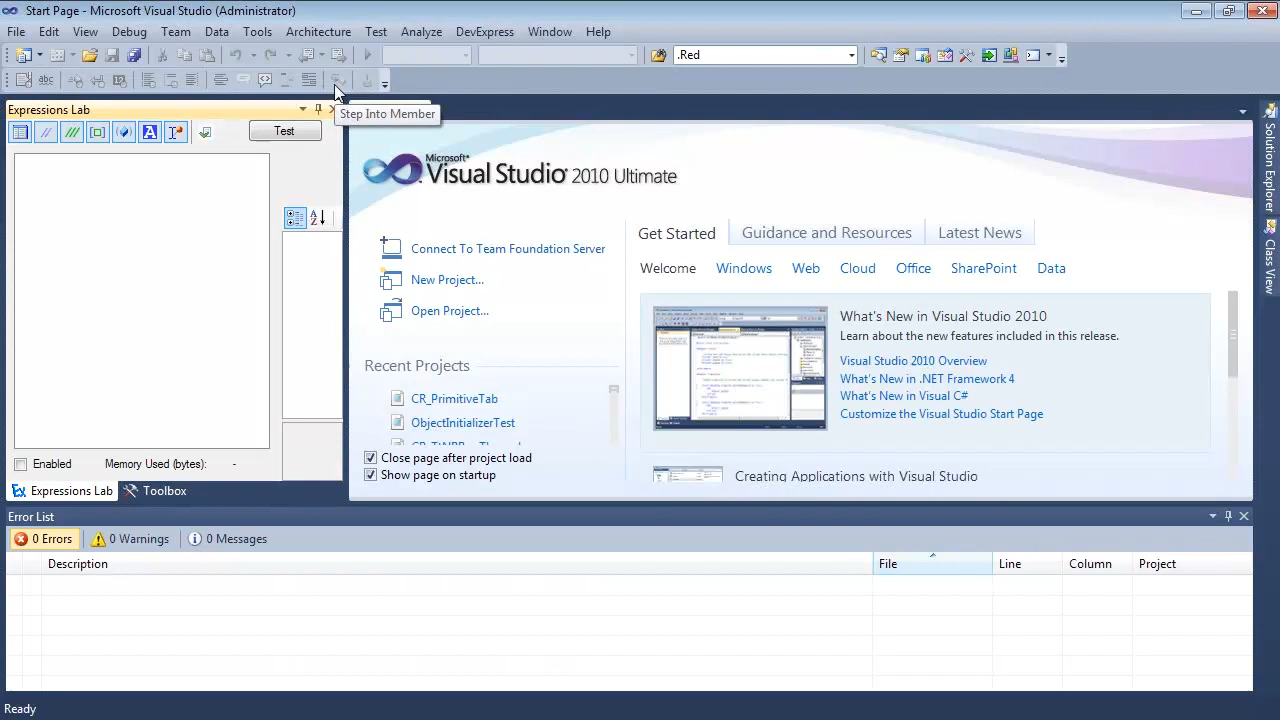 Start Page - Microsoft Visual Studio (Administrator)
File Edit View Debug Team Data Tools Architecture Test Analyze DevExpress Window Help
.Red
abc
Expressions Lab
Step Into Member
A Test
Microsoft
Visual Studio 2010 Ultimate
Connect To Team Foundation Server
New Project...
Open Project...
Recent Projects
CR_PrimitiveTab
ObjectInitializerTest
Close page after project load
Show page on startup
Get Started Guidance and Resources Latest News
Welcome Windows Web Cloud Office SharePoint Data
What's New in Visual Studio 2010
Learn about the new features included in this release.
Visual Studio 2010 Overview
What's New in .NET Framework 4
What's New in Visual C#
Customize the Visual Studio Start Page
Creating Applications with Visual Studio
Solution Explorer
Class View
Enabled Memory Used (bytes): -
Expressions Lab Toolbox
Error List
0 Errors 0 Warnings 0 Messages
Description File Line Column Project
Ready